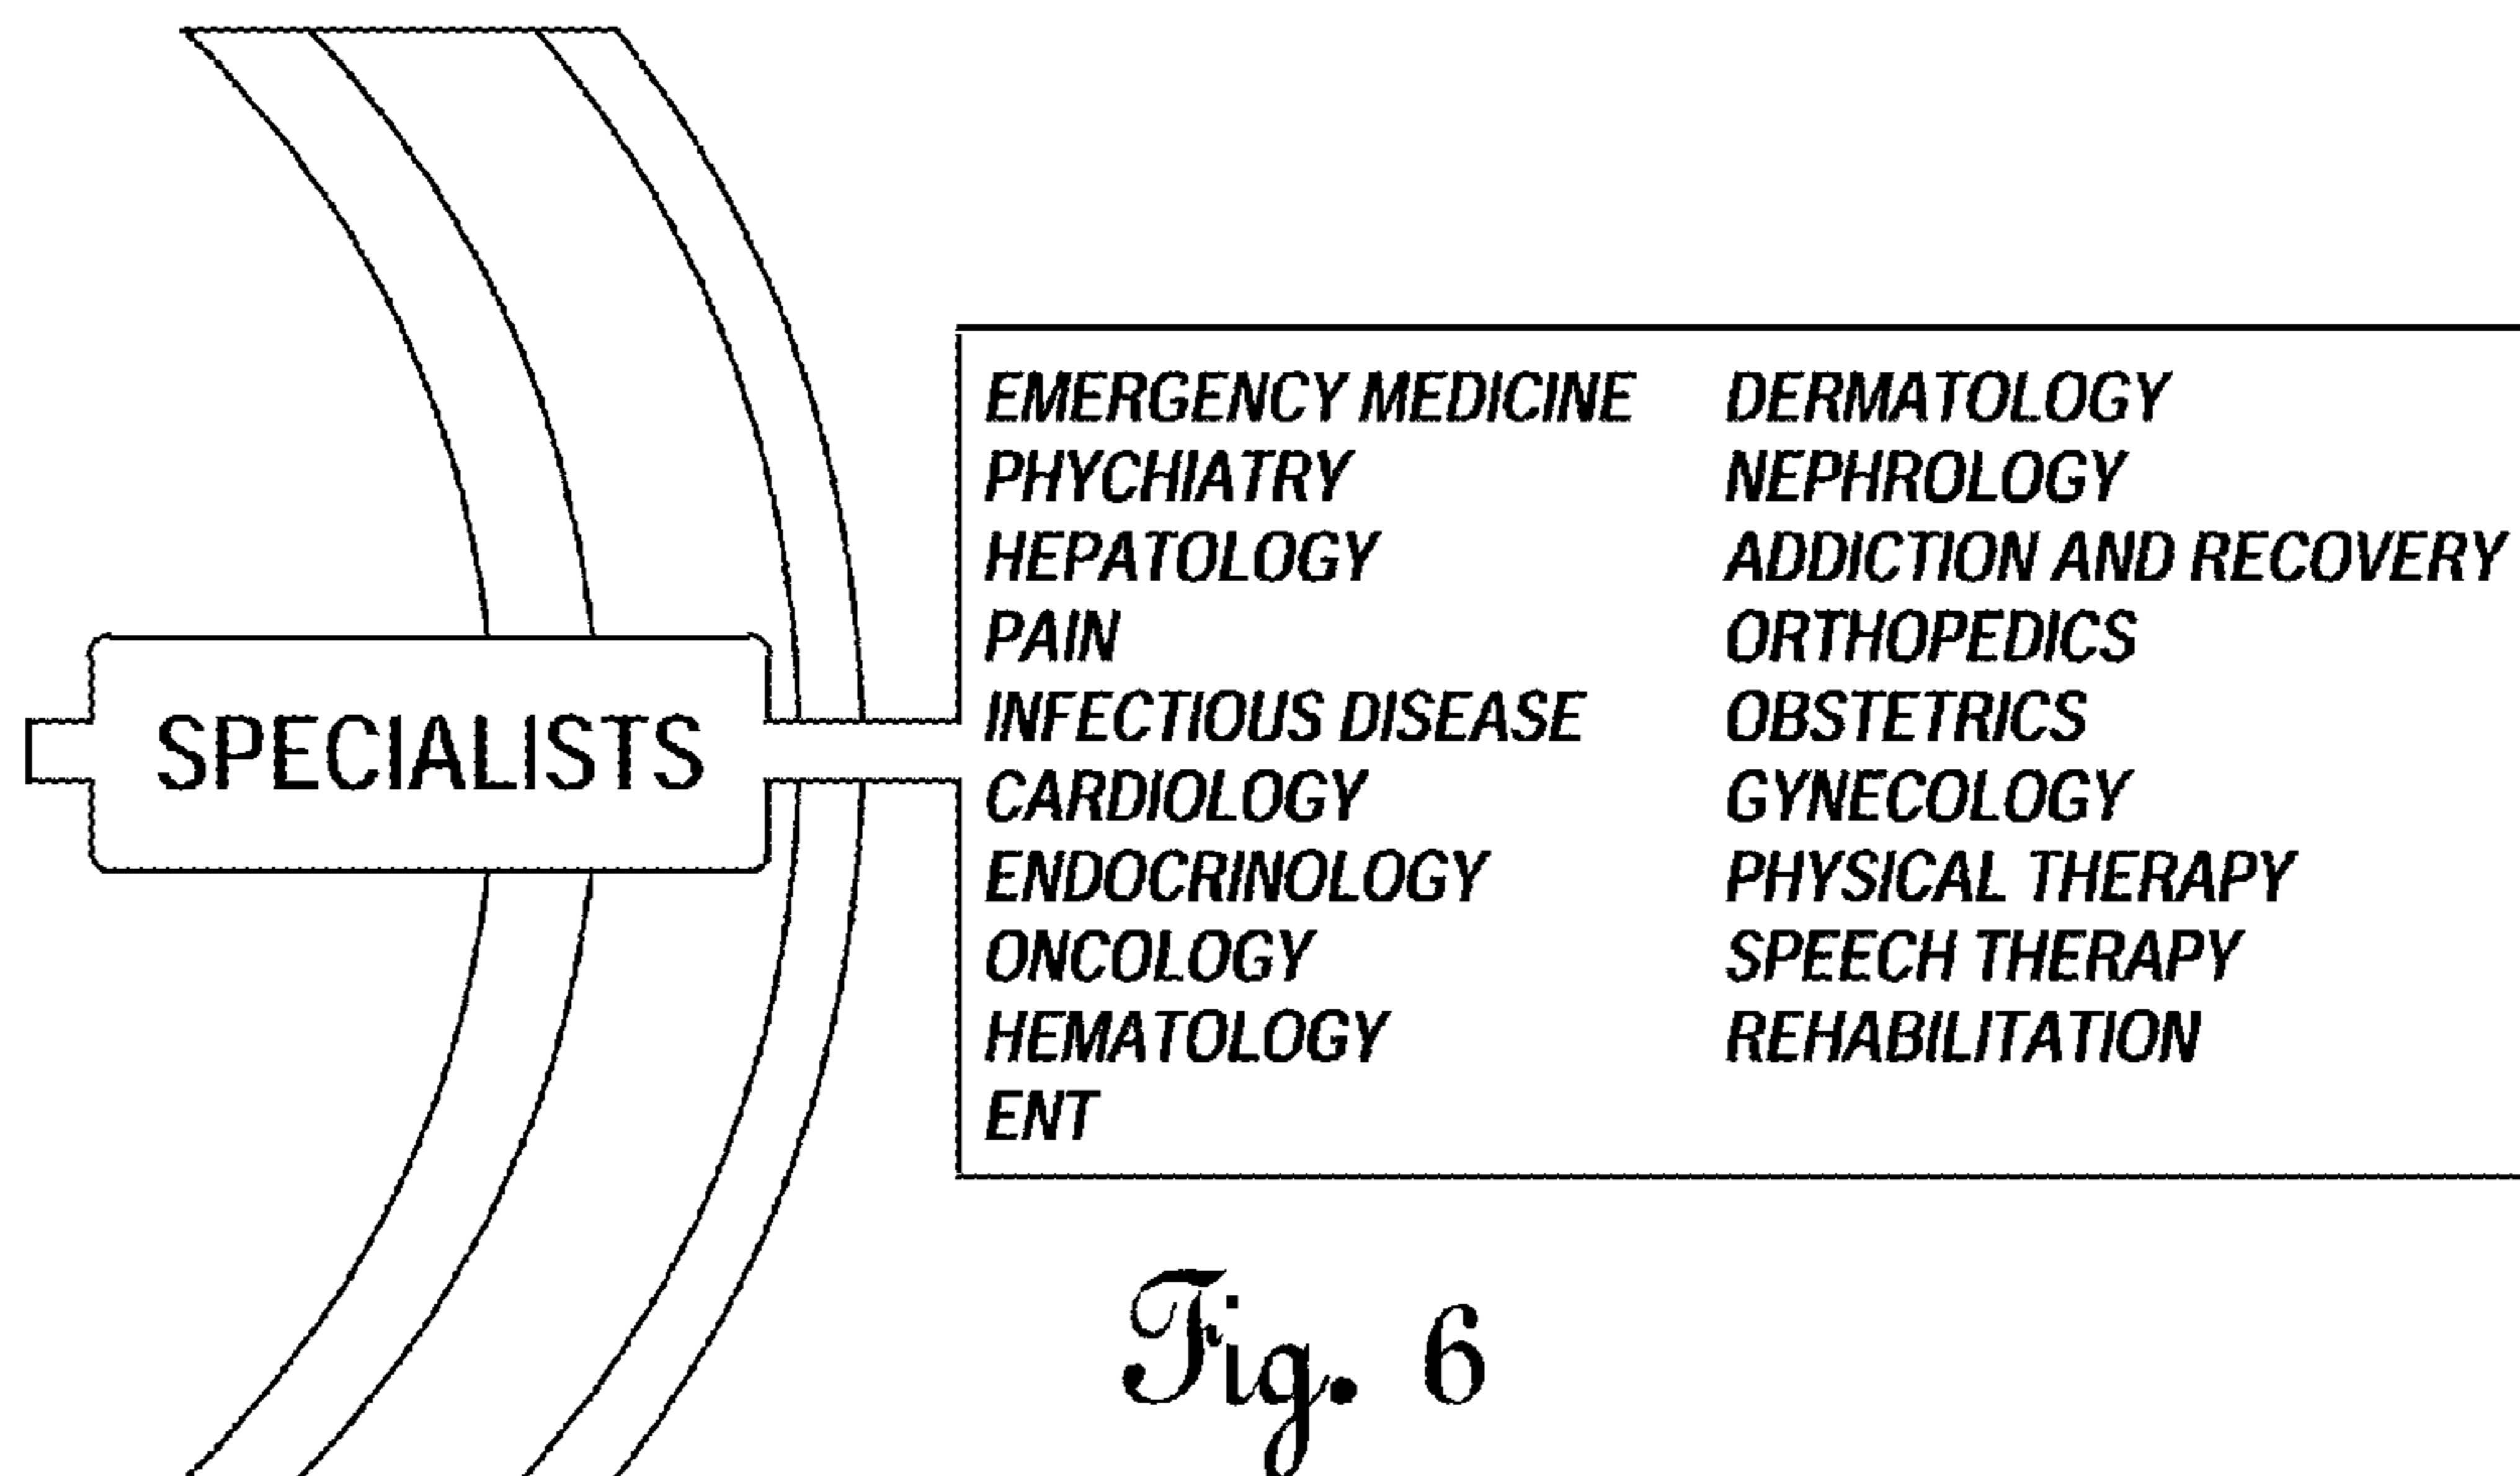 SPECIALISTS
EMERGENCY MEDICINE
PHYCHIATRY
HEPATOLOGY
PAIN
INFECTIOUS DISEASE
CARDIOLOGY
ENDOCRINOLOGY
ONCOLOGY
HEMATOLOGY
ENT
DERMATOLOGY
NEPHROLOGY
ADDICTION AND RECOVERY
ORTHOPEDICS
OBSTETRICS
GYNECOLOGY
PHYSICAL THERAPY
SPEECH THERAPY
REHABILITATION
Fig. 6